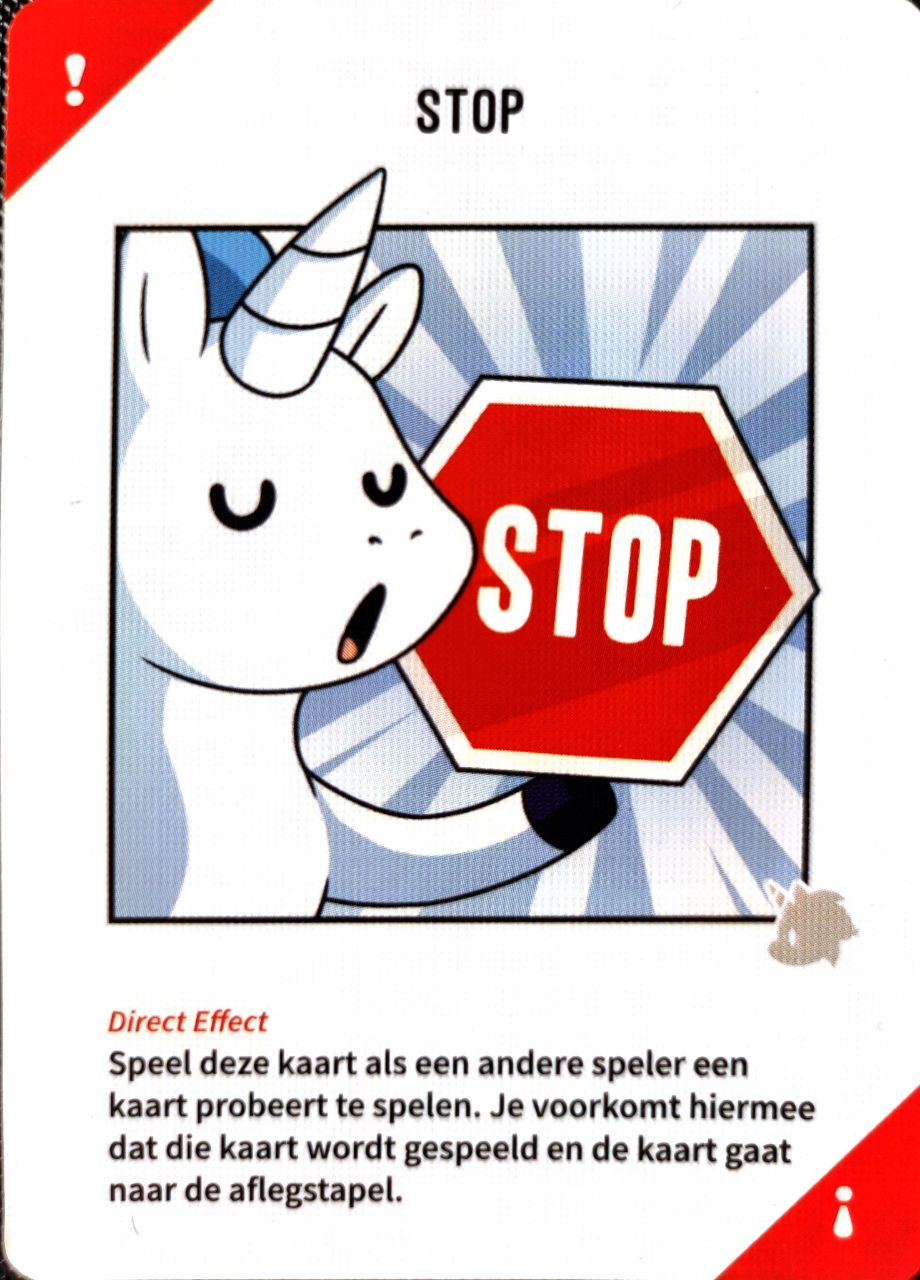 !
STOP
STOP
Direct Effect
Speel deze kaart als een andere speler een
kaart probeert te spelen. Je voorkomt hiermee
dat die kaart wordt gespeeld en de kaart gaat
naar de aflegstapel.
!